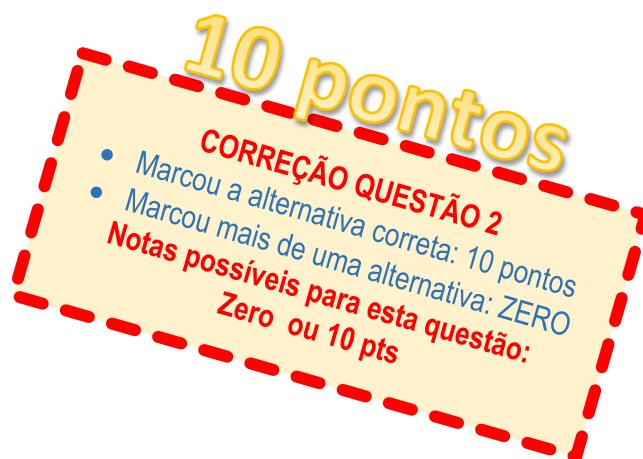 10 pontos
CORREÇÃO QUESTÃO 2
• Marcou a alternativa correta: 10 pontos
• Marcou mais de uma alternativa: ZERO
Notas possíveis para esta questão:
Zero ou 10 pts